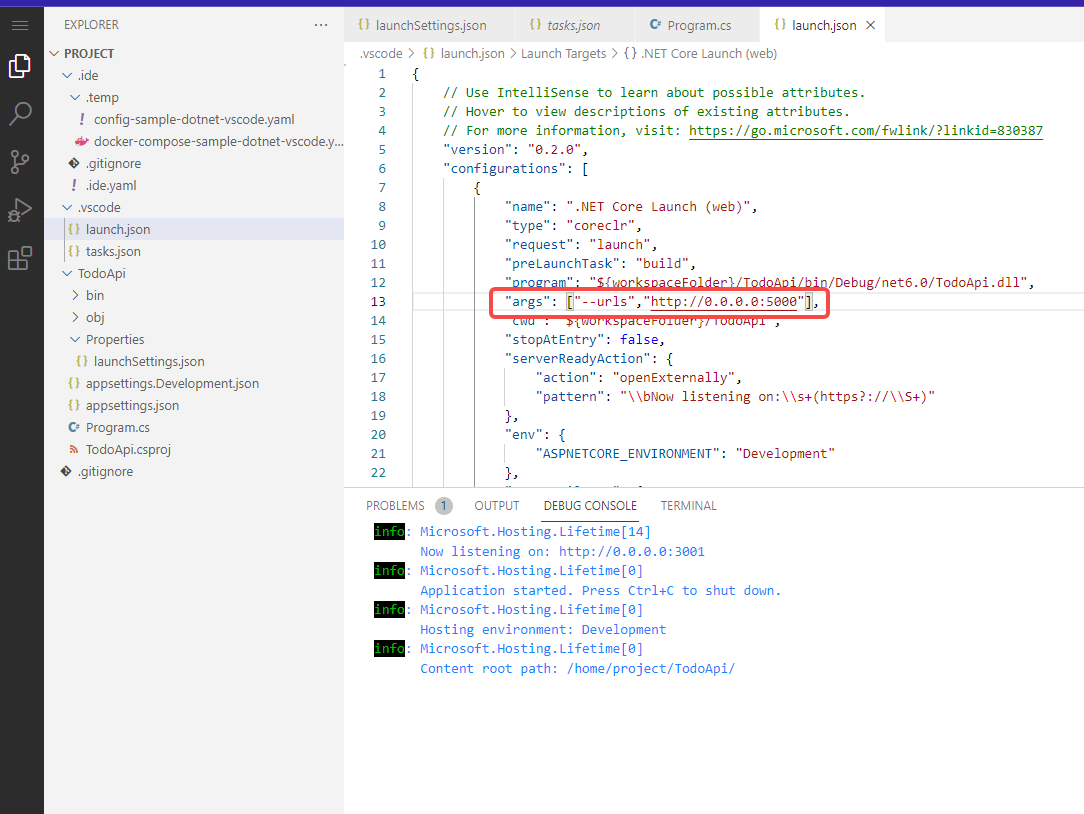 EXPLORER
...
PROJECT
.ide
.temp
! config-sample-dotnet-vscode.yaml
docker-compose-sample-dotnet-vscode.y...
.gitignore
! .ide.yaml
.vscode
{} launch.json
{} tasks.json
TodoApi
bin
obj
Properties
{} launchSettings.json
{} appsettings.Development.json
{} appsettings.json
C# Program.cs
TodoApi.csproj
.gitignore
{} launchSettings.json
{} tasks.json
C# Program.cs
{} launch.json ×
.vscode > {} launch.json > Launch Targets > {} .NET Core Launch (web)
1 {
2 // Use IntelliSense to learn about possible attributes.
3 // Hover to view descriptions of existing attributes.
4 // For more information, visit: https://go.microsoft.com/fwlink/?linkid=830387
5 "version": "0.2.0",
6 "configurations": [
7 {
8 "name": ".NET Core Launch (web)",
9 "type": "coreclr",
10 "request": "launch",
11 "preLaunchTask": "build",
12 "program": "${workspaceFolder}/TodoApi/bin/Debug/net6.0/TodoApi.dll",
13 "args": ["--urls","http://0.0.0.0:5000"],
14 "cwd": "${workspaceFolder}/TodoApi",
15 "stopAtEntry": false,
16 "serverReadyAction": {
17 "action": "openExternally",
18 "pattern": "\\bNow listening on:\\s+(https?://\\S+)"
19 },
20 "env": {
21 "ASPNETCORE_ENVIRONMENT": "Development"
22 },
PROBLEMS 1 OUTPUT DEBUG CONSOLE TERMINAL
info: Microsoft.Hosting.Lifetime[14]
Now listening on: http://0.0.0.0:3001
info: Microsoft.Hosting.Lifetime[0]
Application started. Press Ctrl+C to shut down.
info: Microsoft.Hosting.Lifetime[0]
Hosting environment: Development
info: Microsoft.Hosting.Lifetime[0]
Content root path: /home/project/TodoApi/